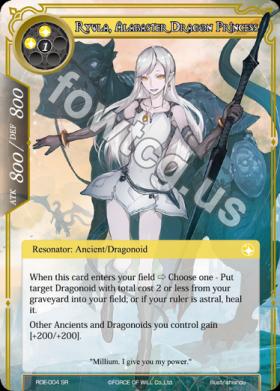 Ryula, Alabaster Dragon Princess
1
ATK 800/DEF 800
fowtcg.us
Resonator: Ancient/Dragonoid
When this card enters your field ⇨ Choose one - Put
target Dragonoid with total cost 2 or less from your
graveyard into your field; or if your ruler is astral, heal
it.
Other Ancients and Dragonoids you control gain
[+200/+200].
"Millium. I give you my power."
RDE-004 SR
©FORCE OF WILL Co.,Ltd.